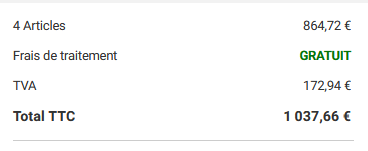 4 Articles 864,72 €
Frais de traitement GRATUIT
TVA 172,94 €
Total TTC 1 037,66 €